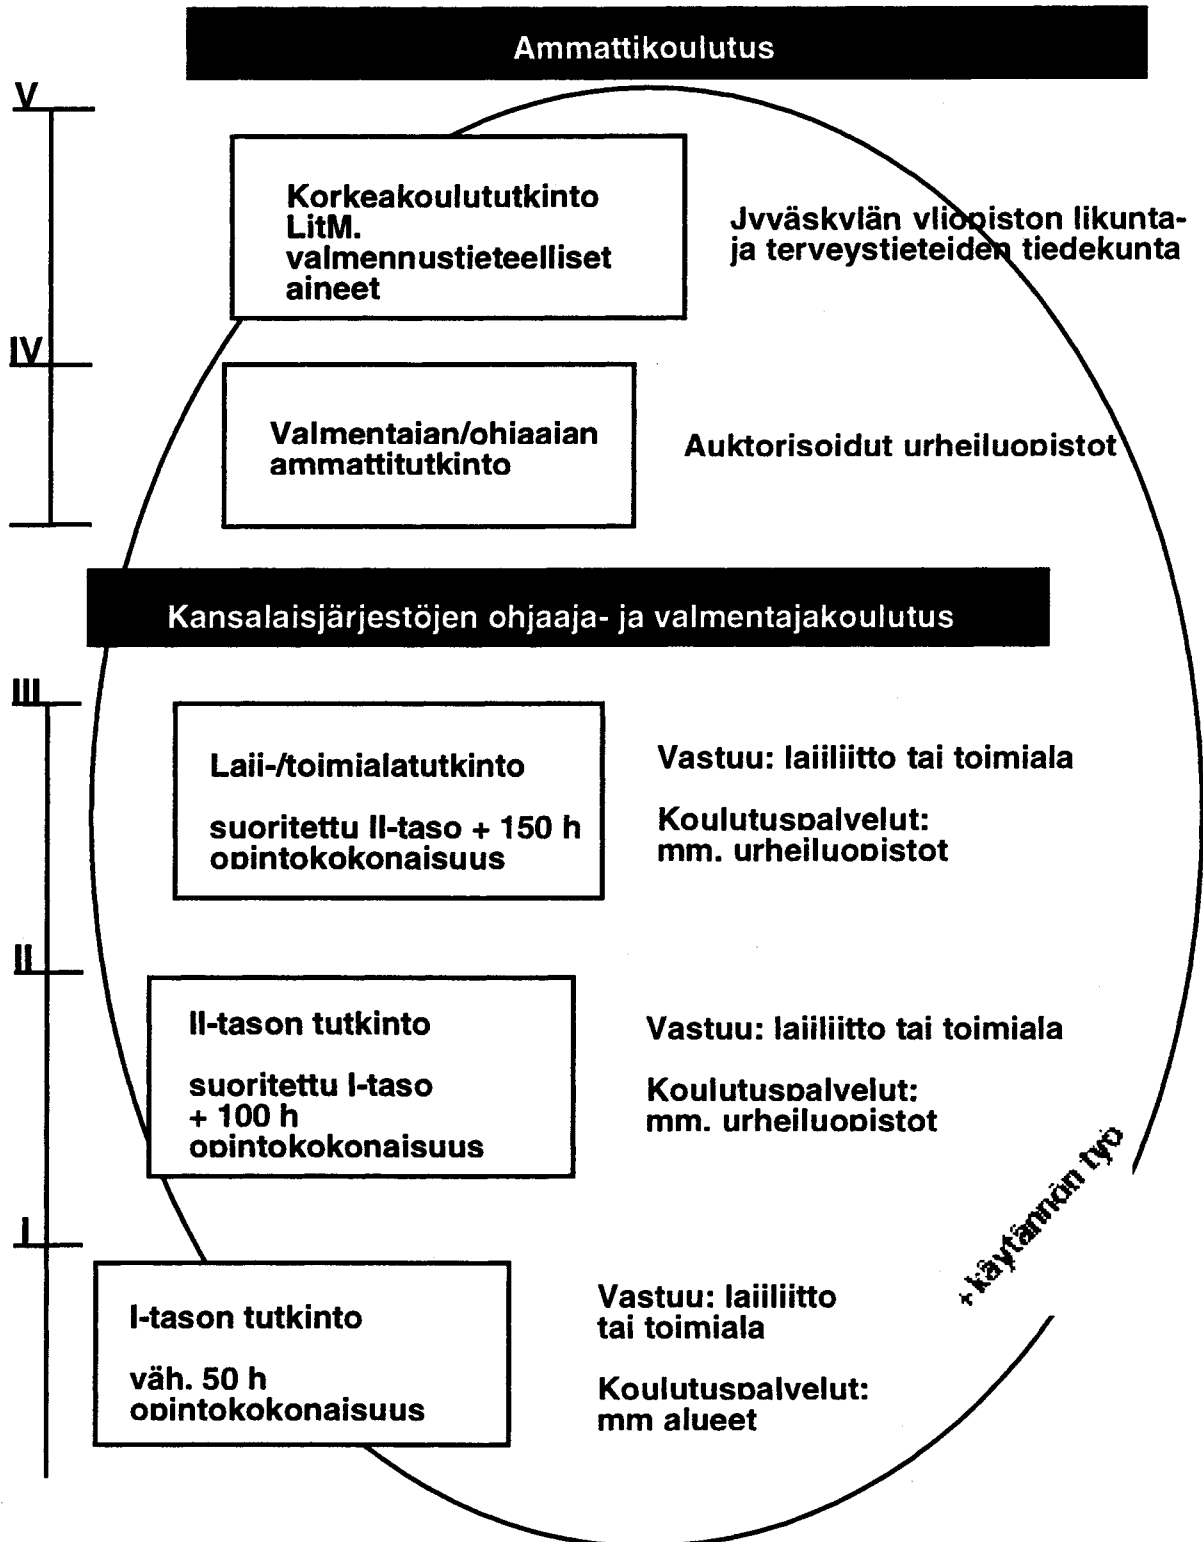 Ammattikoulutus
V
Korkeakoulututkinto
LitM.
valmennustieteelliset
aineet
Jyväskylän yliopiston likunta-
ja terveystieteiden tiedekunta
IV
Valmentajan/ohjaajan
ammattitutkinto
Auktorisoidut urheiluopistot
Kansalaisjärjestöjen ohjaaja- ja valmentajakoulutus
III
Laji-/toimialatutkinto
suoritettu II-taso + 150 h
opintokokonaisuus
Vastuu: lajiliitto tai toimiala
Koulutuspalvelut:
mm. urheiluopistot
II
II-tason tutkinto
suoritettu I-taso
+ 100 h
opintokokonaisuus
Vastuu: lajiliitto tai toimiala
Koulutuspalvelut:
mm. urheiluopistot
+käytännön työ
I
I-tason tutkinto
väh. 50 h
opintokokonaisuus
Vastuu: lajiliitto
tai toimiala
Koulutuspalvelut:
mm alueet